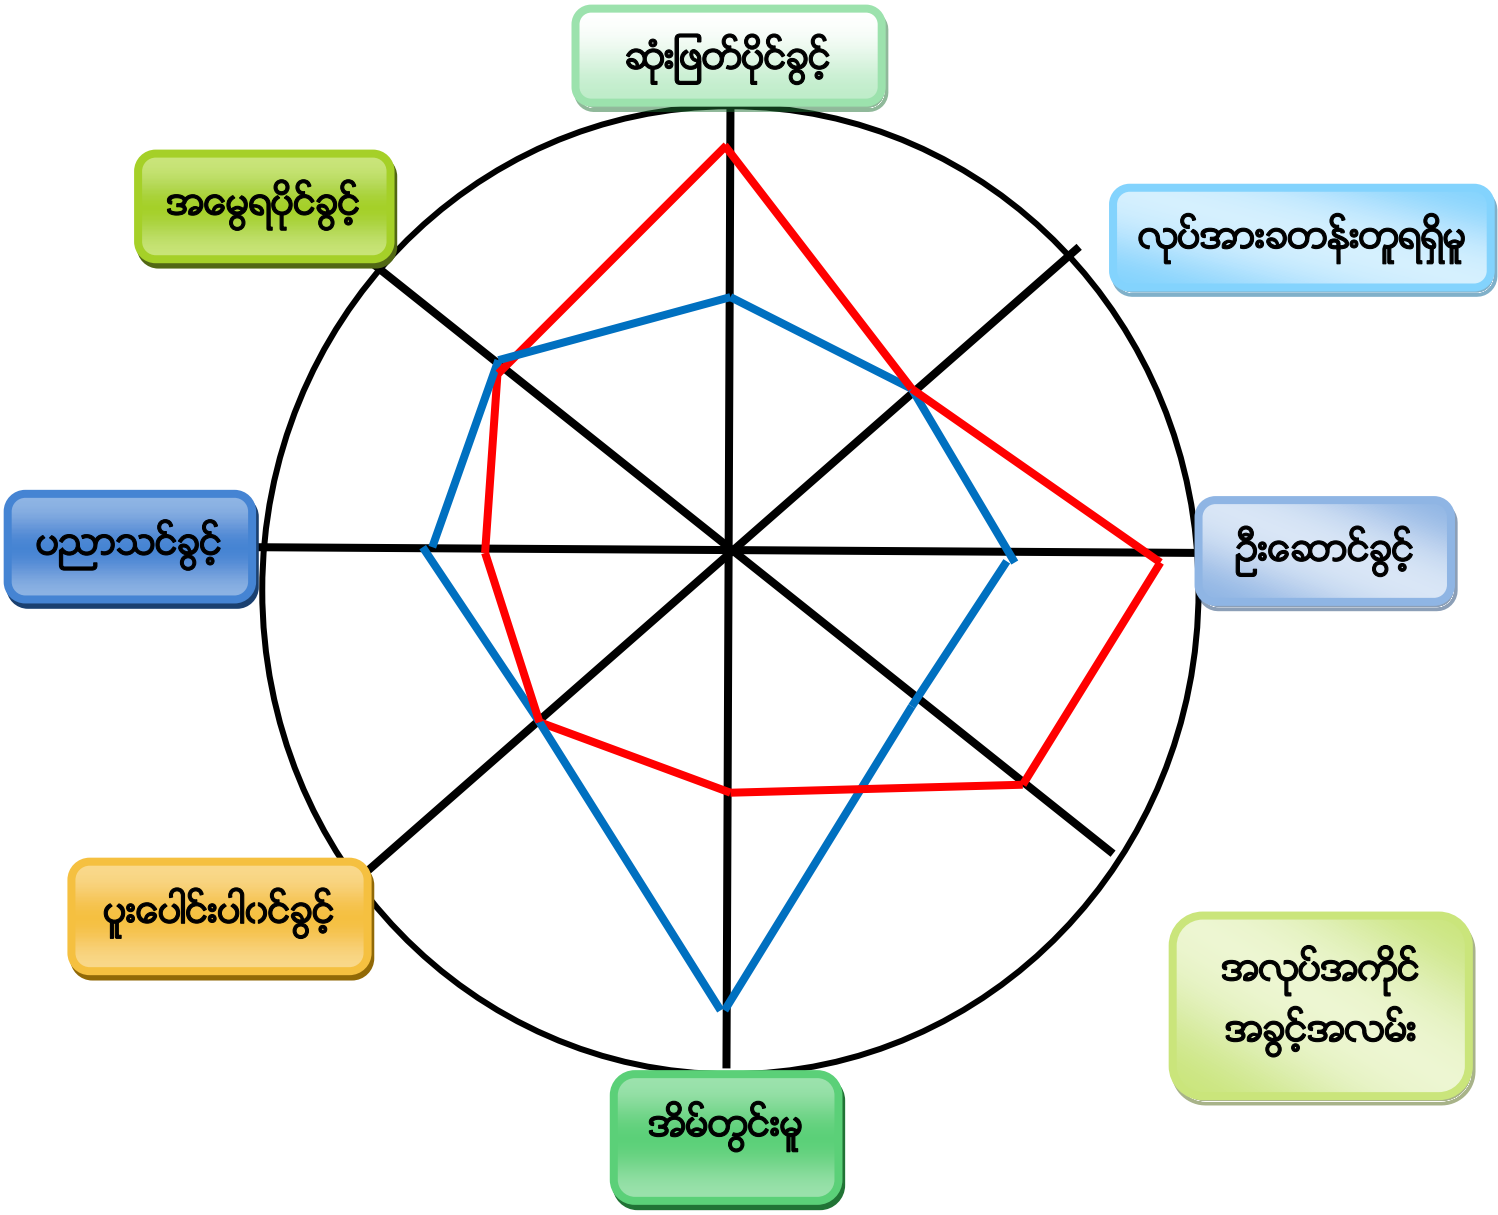 ဆုံးဖြတ်ပိုင်ခွင့်
အမွေရပိုင်ခွင့်
လုပ်အားခတန်းတူရရှိမူ
ပညာသင်ခွင့်
ဦးဆောင်ခွင့်
ပူးပေါင်းပါဂင်ခွင့်
အလုပ်အကိုင်
အခွင့်အလမ်း
အိမ်တွင်းမူ